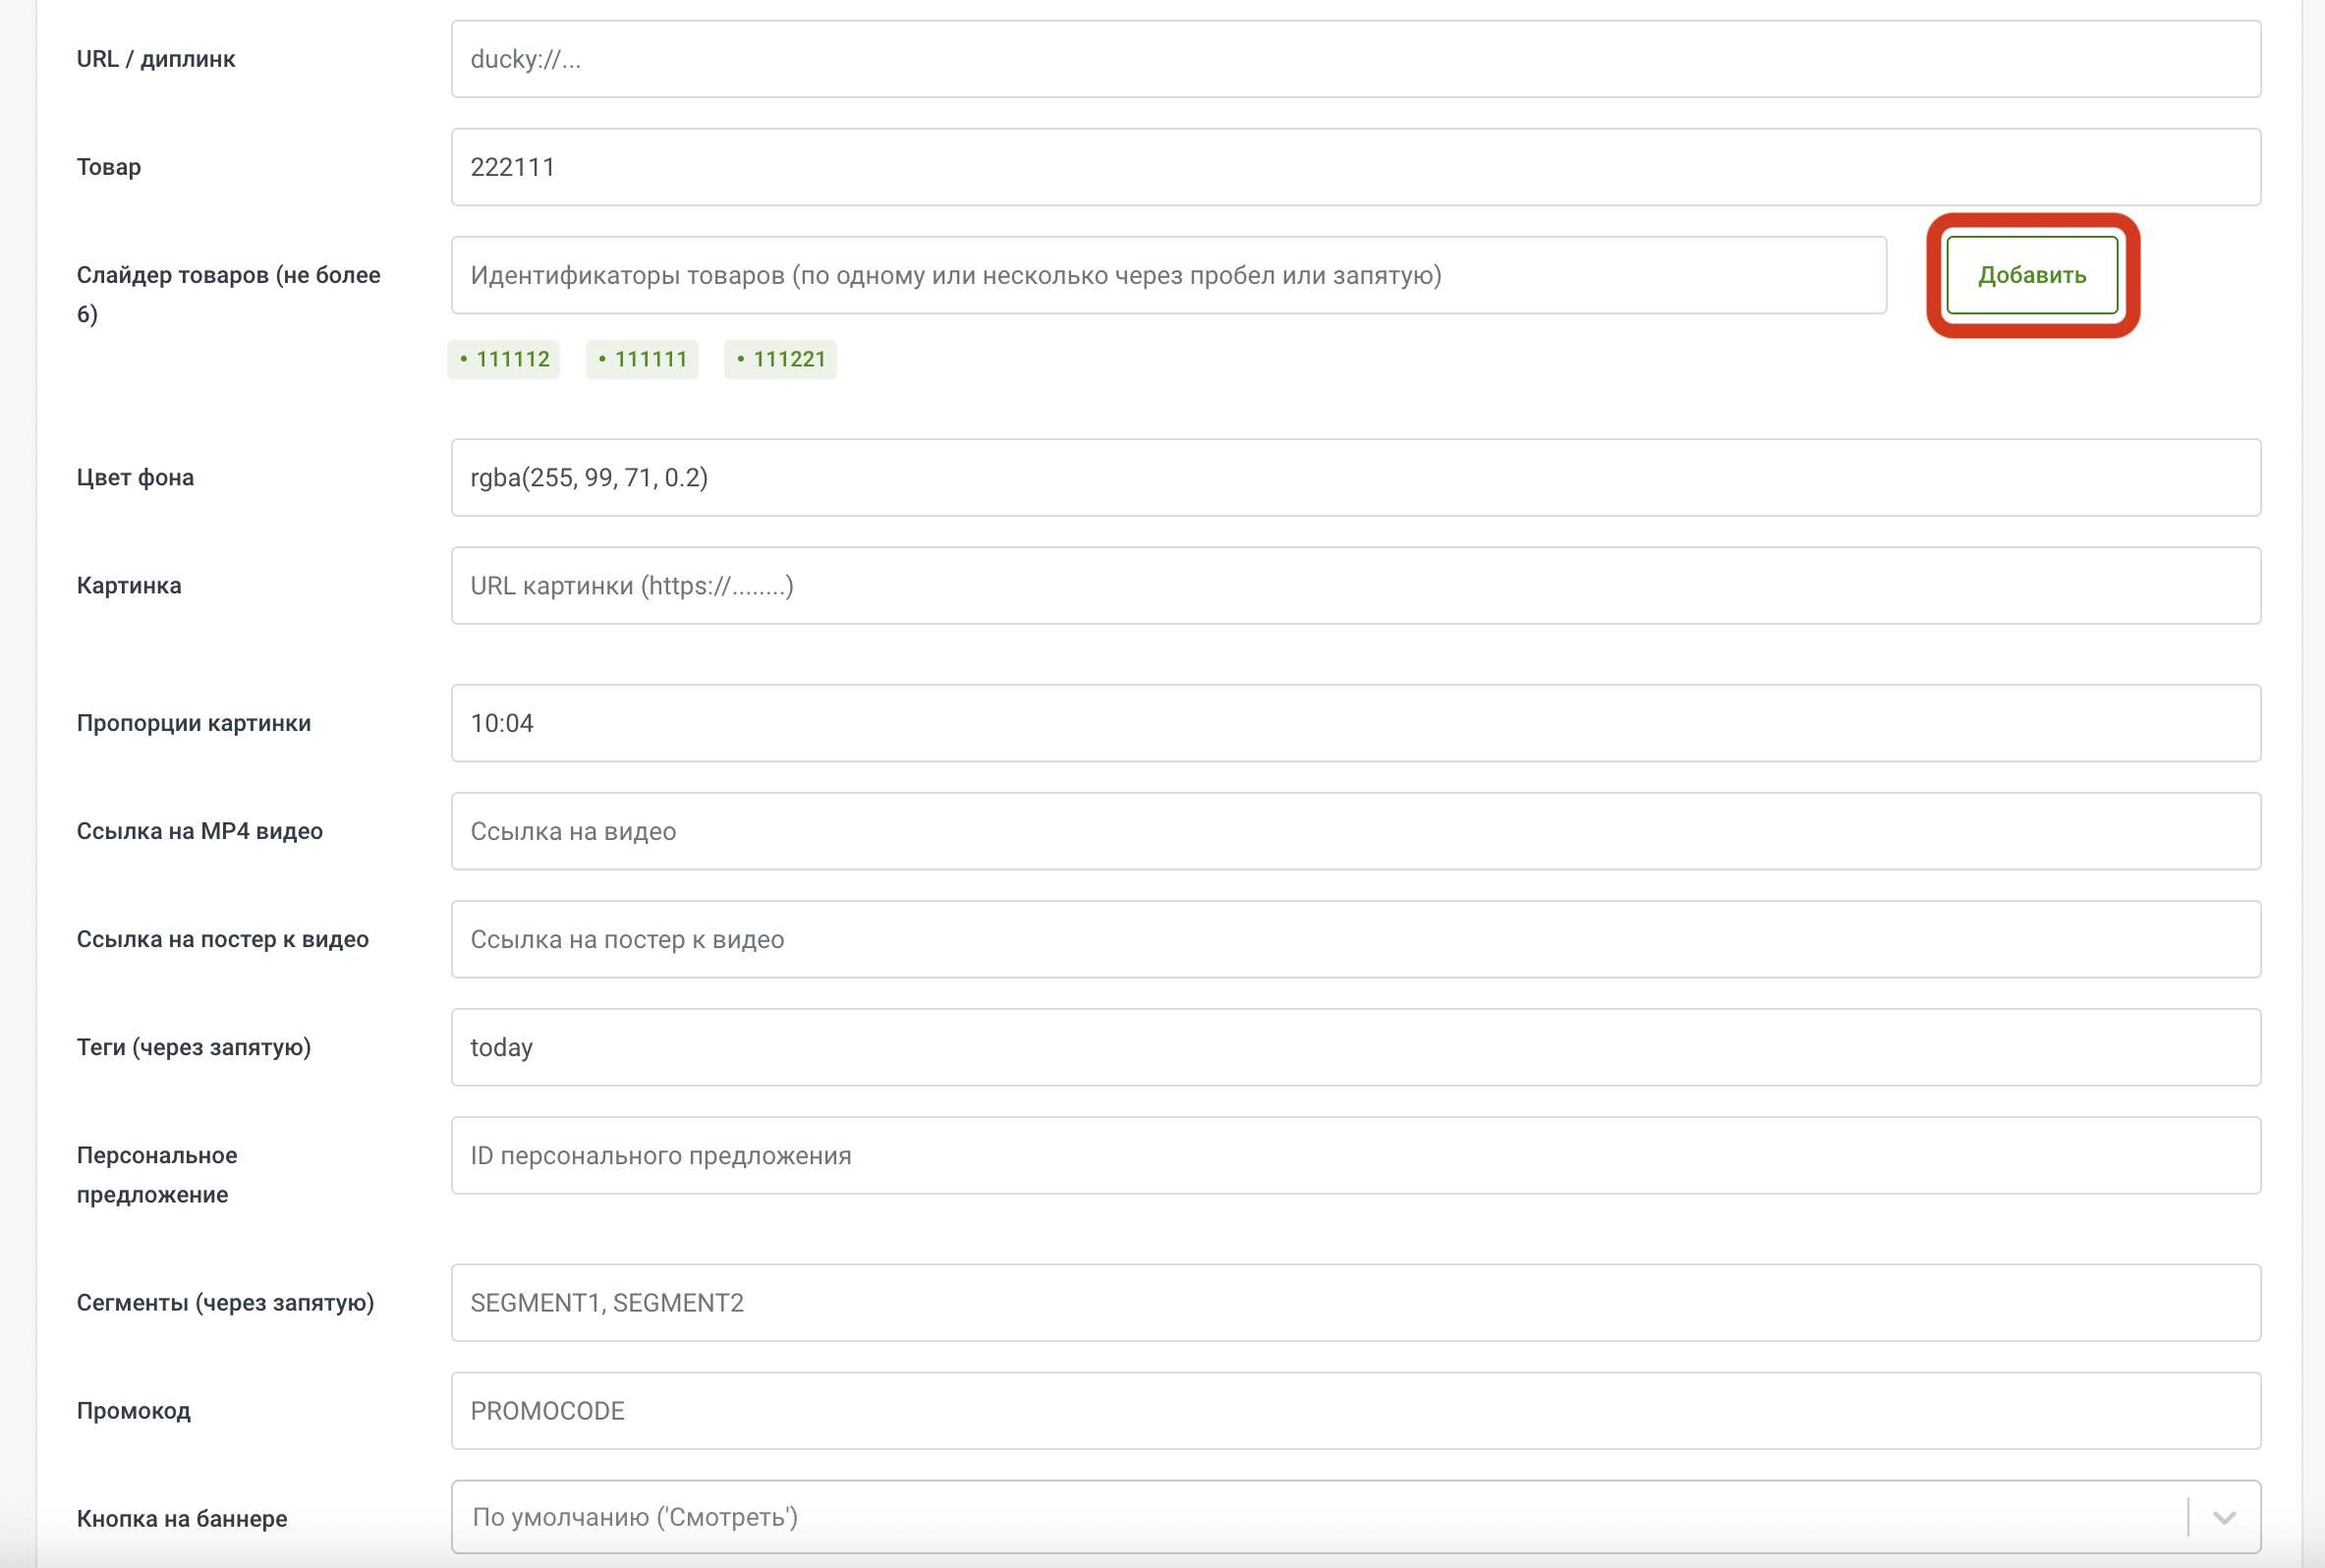 URL / диплинк
ducky://...
Товар
222111
Слайдер товаров (не более
6)
Идентификаторы товаров (по одному или несколько через пробел или запятую)
Добавить
• 111112 • 111111 • 111221
Цвет фона
rgba(255, 99, 71, 0.2)
Картинка
URL картинки (https://........)
Пропорции картинки
10:04
Ссылка на MP4 видео
Ссылка на видео
Ссылка на постер к видео
Ссылка на постер к видео
Теги (через запятую)
today
Персональное
предложение
ID персонального предложения
Сегменты (через запятую)
SEGMENT1, SEGMENT2
Промокод
PROMOCODE
Кнопка на баннере
По умолчанию ('Смотреть')